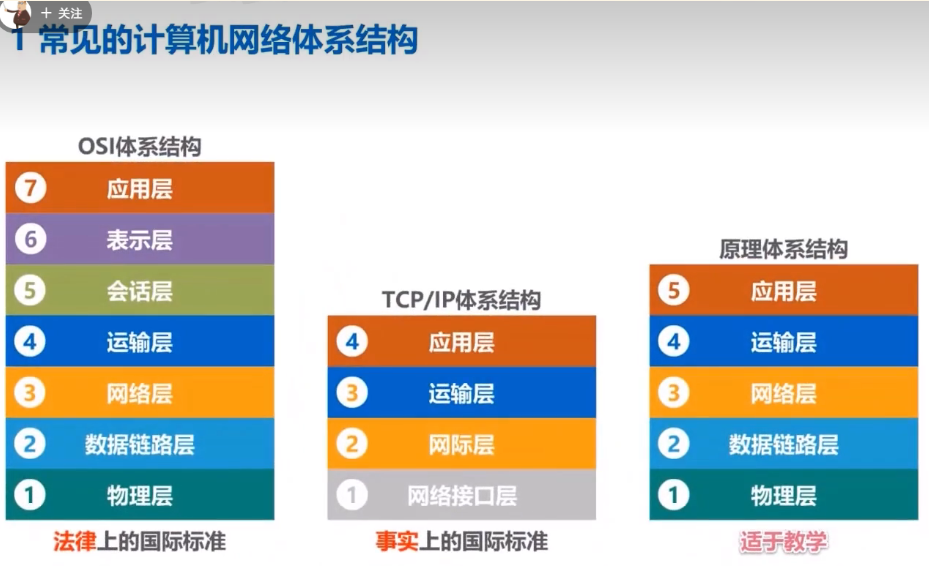 + 关注
1 常见的计算机网络体系结构
OSI体系结构
7 应用层
6 表示层
5 会话层
4 运输层
3 网络层
2 数据链路层
1 物理层
法律上的国际标准
TCP/IP体系结构
4 应用层
3 运输层
2 网际层
1 网络接口层
事实上的国际标准
原理体系结构
5 应用层
4 运输层
3 网络层
2 数据链路层
1 物理层
适于教学